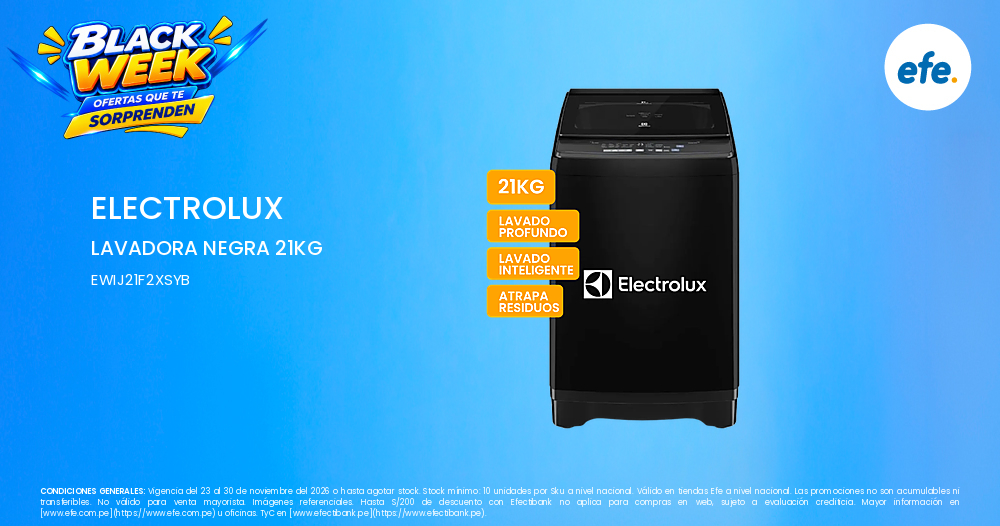 BLACK
WEEK
OFERTAS QUE TE
SORPRENDEN
efe.
ELECTROLUX
LAVADORA NEGRA 21KG
EWIJ21F2XSYB
21KG
LAVADO
PROFUNDO
LAVADO
INTELIGENTE
ATRAPA
RESIDUOS
Electrolux
CONDICIONES GENERALES: Vigencia del 23 al 30 de noviembre del 2026 o hasta agotar stock. Stock minimo: 10 unidades por Sku a nivel nacional. Válido en tiendas Efe a nivel nacional. Las promociones no son acumulables ni
transferibles. No válido para venta mayorista. Imágenes referenciales. Hasta S/200 de descuento con Efectibank no aplica para compras en web, sujeto a evaluación crediticia. Mayor información en
[www.efe.com.pe](https://www.efe.com.pe) u oficinas. TyC en [www.efectibank.pe](https://www.efectibank.pe).